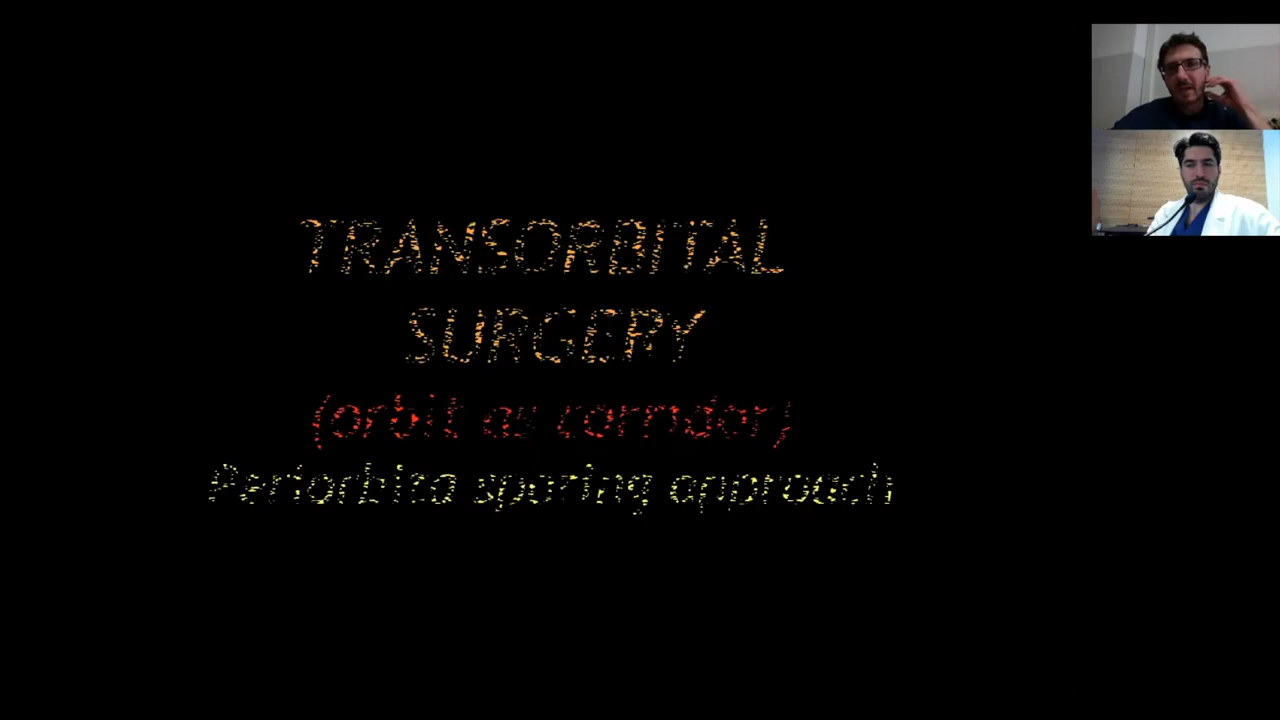 TRANSORBITAL
SURGERY
(orbit as corridor)
Periorbita sparing approach